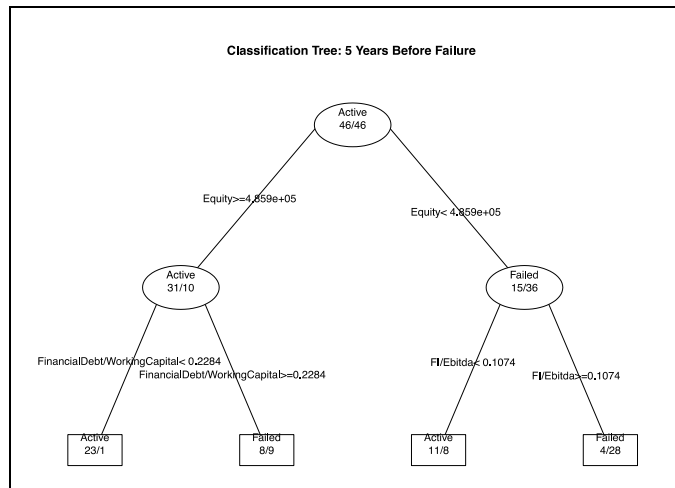 Classification Tree: 5 Years Before Failure
Active
46/46
Equity>=4.859e+05
Equity< 4.859e+05
Active
31/10
Failed
15/36
FinancialDebt/WorkingCapital< 0.2284
FinancialDebt/WorkingCapital>=0.2284
FI/Ebitda< 0.1074
FI/Ebitda>=0.1074
Active
23/1
Failed
8/9
Active
11/8
Failed
4/28